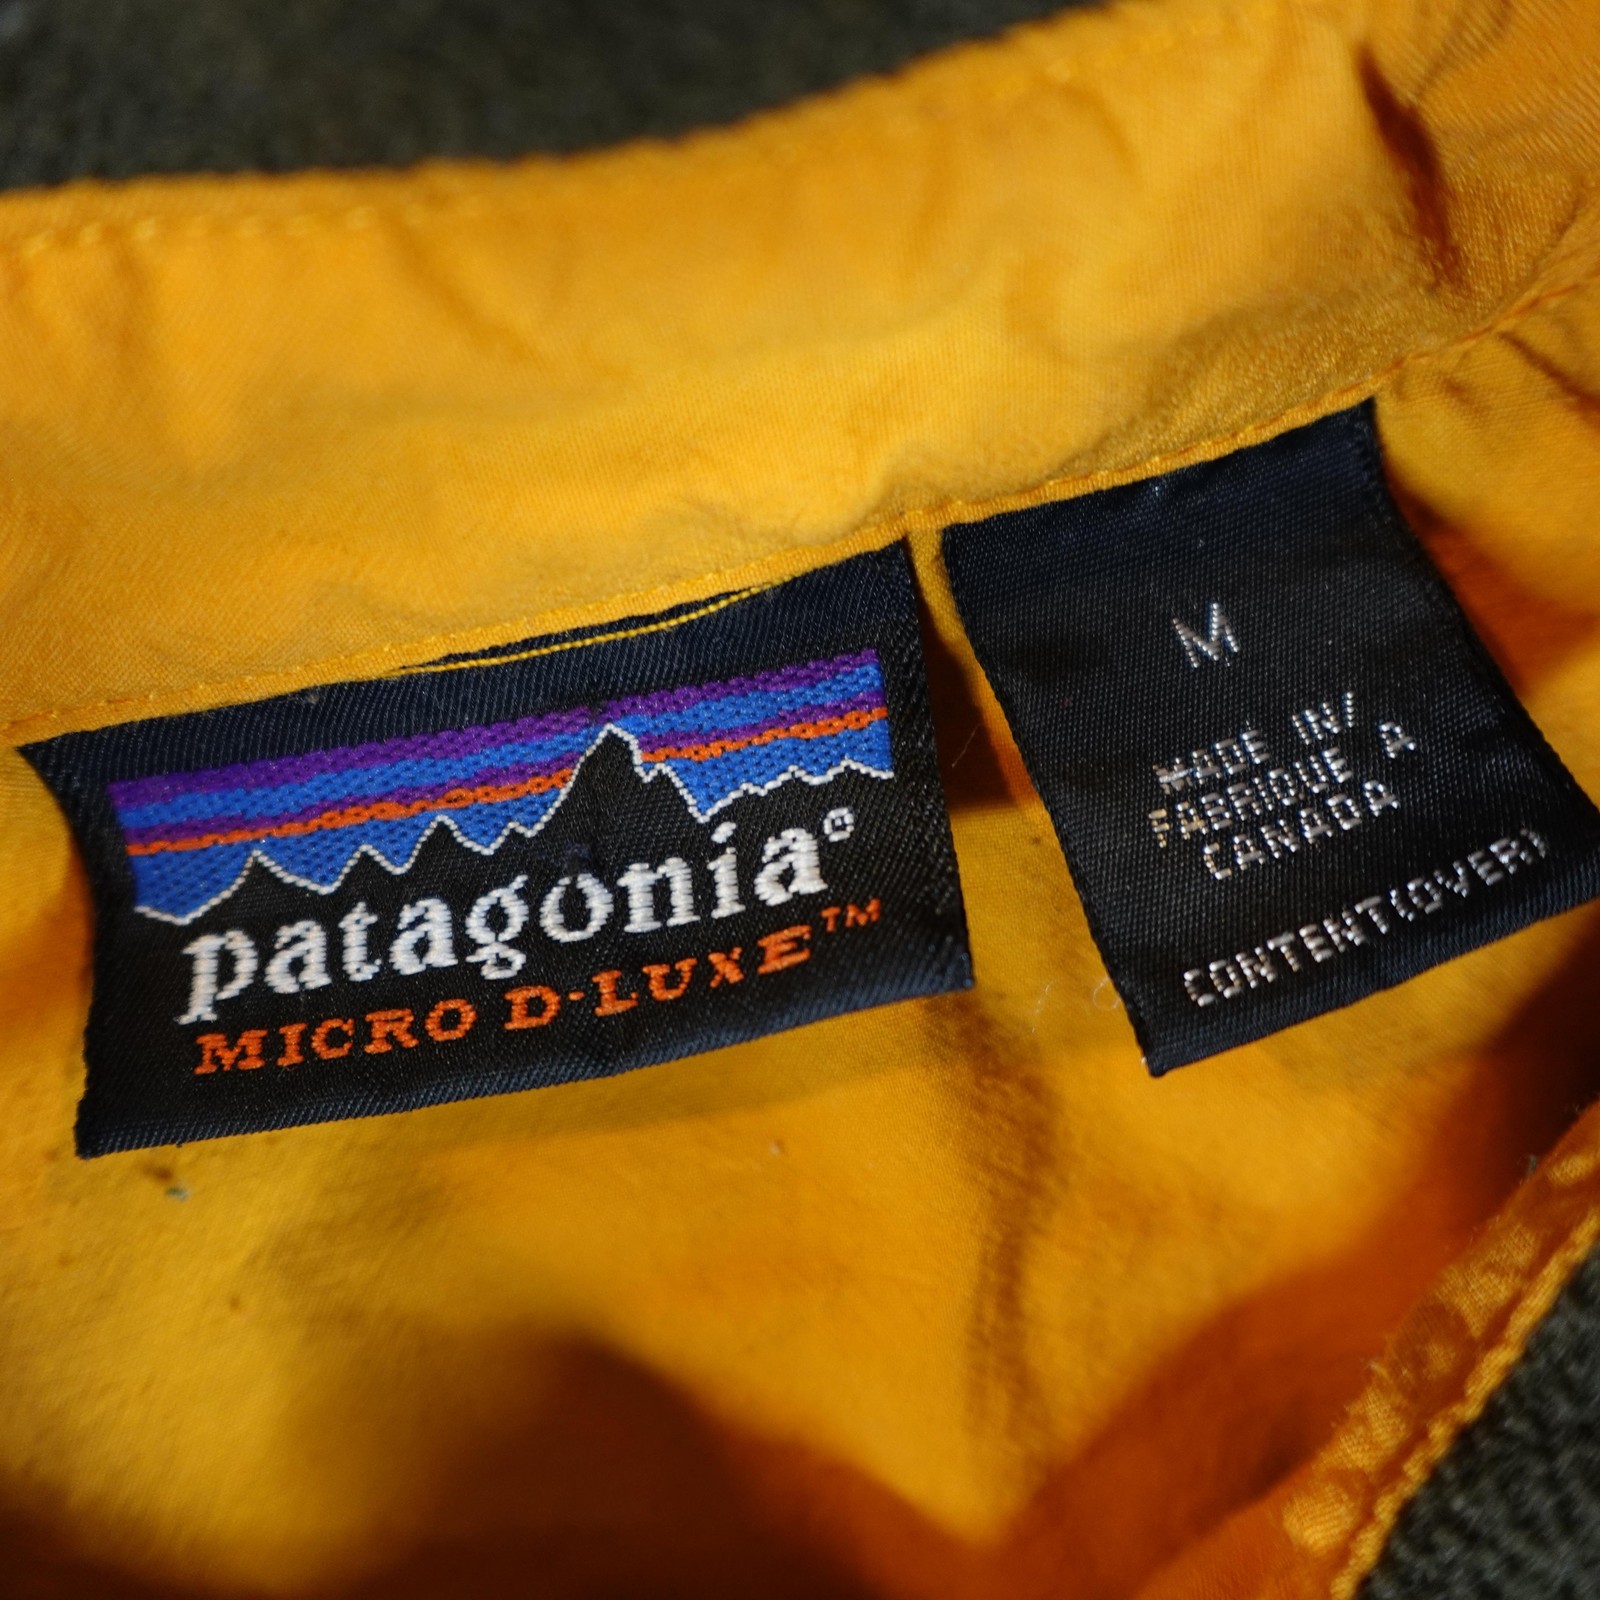 patagonia®
MICRO D-LUXE™
M
MADE IN/
FABRIQUE A
CANADA
CONTENT(OVER)